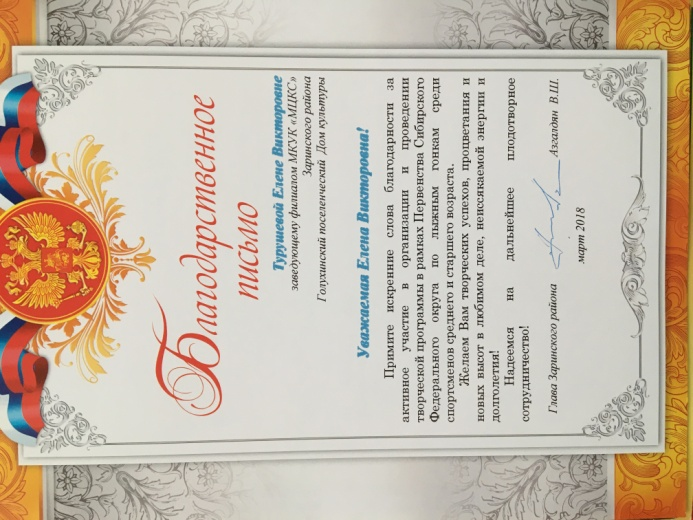 Благодарственное
письмо
Турушевой Елене Викторовне
заведующему филиалом МКУК «МЦКС»
Заринского района
Голухинский поселенческий Дом культуры
Уважаемая Елена Викторовна!
Примите искренние слова благодарности за
активное участие в организации и проведении
творческой программы в рамках Первенства Сибирского
Федерального округа по лыжным гонкам среди
спортсменов среднего и старшего возраста.
Желаем Вам творческих успехов, процветания и
новых высот в любимом деле, неиссякаемой энергии и
долголетия!
Надеемся на дальнейшее плодотворное
сотрудничество!
Глава Заринского района Азгалдян В.Ш.
март 2018